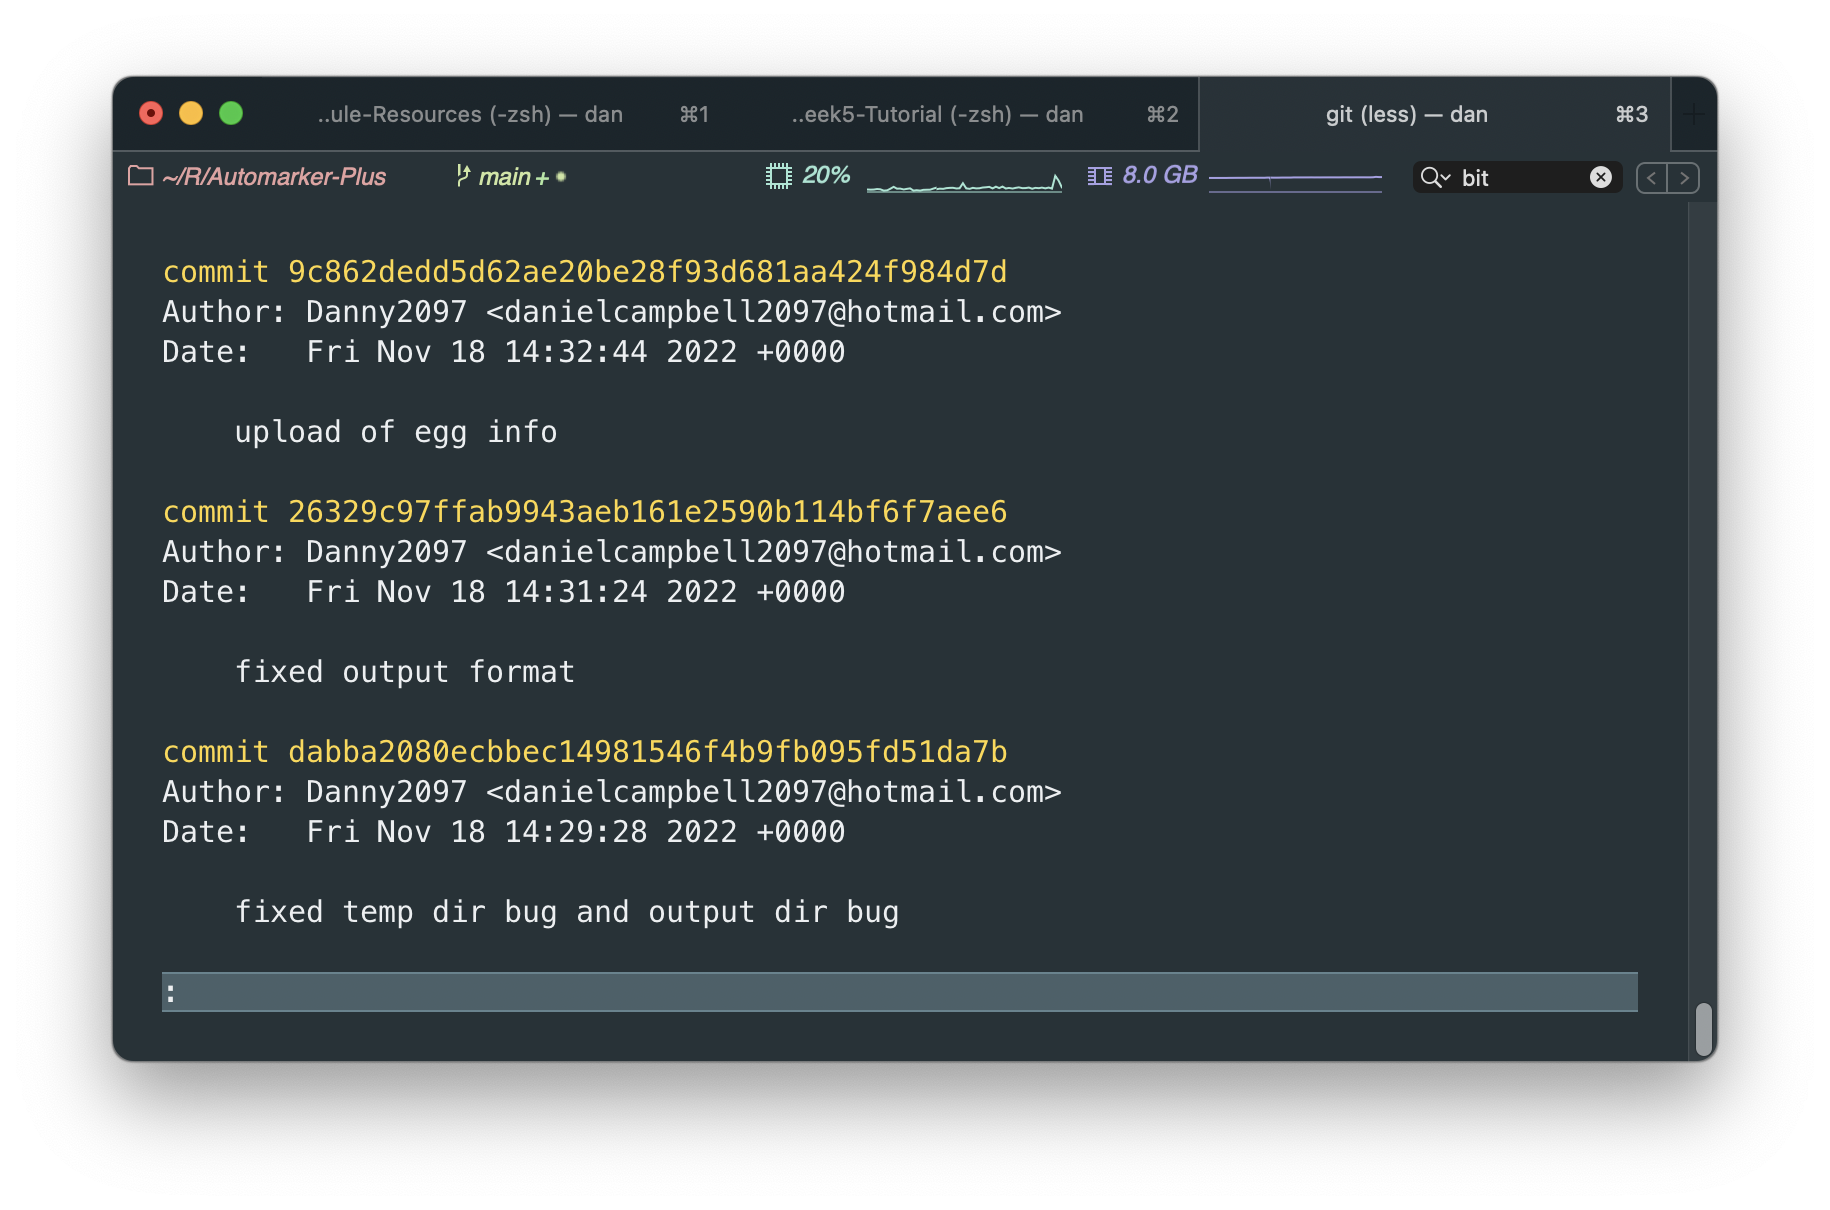 ..ule-Resources (-zsh) — dan ⌘1 ..eek5-Tutorial (-zsh) — dan ⌘2 git (less) — dan ⌘3
~/R/Automarker-Plus main+ 20% 8.0 GB bit
commit 9c862dedd5d62ae20be28f93d681aa424f984d7d
Author: Danny2097 <danielcampbell2097@hotmail.com>
Date:   Fri Nov 18 14:32:44 2022 +0000
upload of egg info
commit 26329c97ffab9943aeb161e2590b114bf6f7aee6
Author: Danny2097 <danielcampbell2097@hotmail.com>
Date:   Fri Nov 18 14:31:24 2022 +0000
fixed output format
commit dabba2080ecbbec14981546f4b9fb095fd51da7b
Author: Danny2097 <danielcampbell2097@hotmail.com>
Date:   Fri Nov 18 14:29:28 2022 +0000
fixed temp dir bug and output dir bug
: